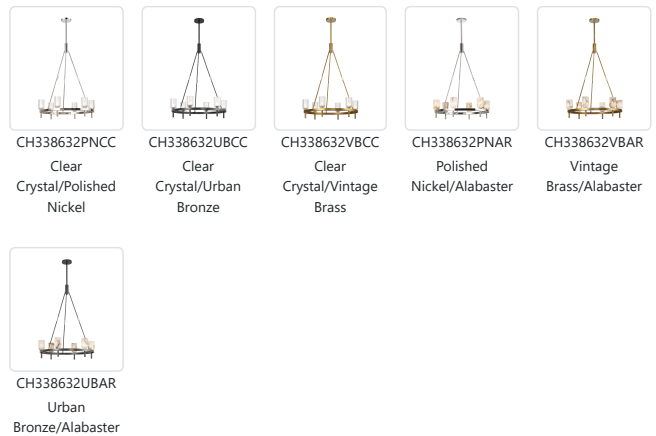 CH338632PNCC
Clear
Crystal/Polished
Nickel
CH338632UBCC
Clear
Crystal/Urban
Bronze
CH338632VBCC
Clear
Crystal/Vintage
Brass
CH338632PNAR
Polished
Nickel/Alabaster
CH338632VBAR
Vintage
Brass/Alabaster
CH338632UBAR
Urban
Bronze/Alabaster